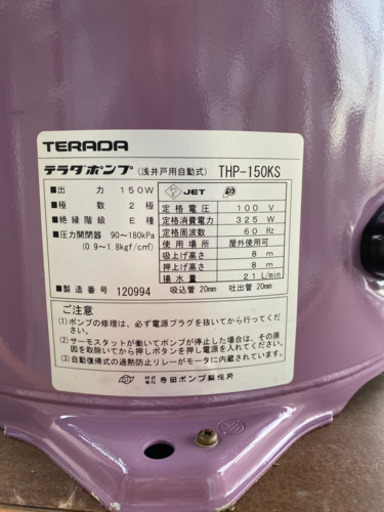 TERADA
テラダポンプ (浅井戸用自動式) THP-150KS
■出力 150W
■極数 2極
■絶縁階級 E種
■圧力開閉器 90~180kPa
(0.9~1.8kgf/cm²)
■製造番号 120994
JET
定格電圧 100 V
定格消費電力 325 W
定格周波数 60 Hz
使用場所 屋外使用可
吸上げ高さ 8 m
押上げ高さ 8 m
揚水量 21 L/min
吸込管 20mm 吐出管 20mm
ご注意
(1)ポンプの修理は、必ず電源プラグを抜いてから行ってください。
(2)サーモスタットが働いてポンプが停止した場合は、その原
因を取除いてから押しボタンを押し電源を入れてください。
(3)自動復帰式の過熱防止リレーがモータに内蔵されています。
株式会社 寺田ポンプ製作所